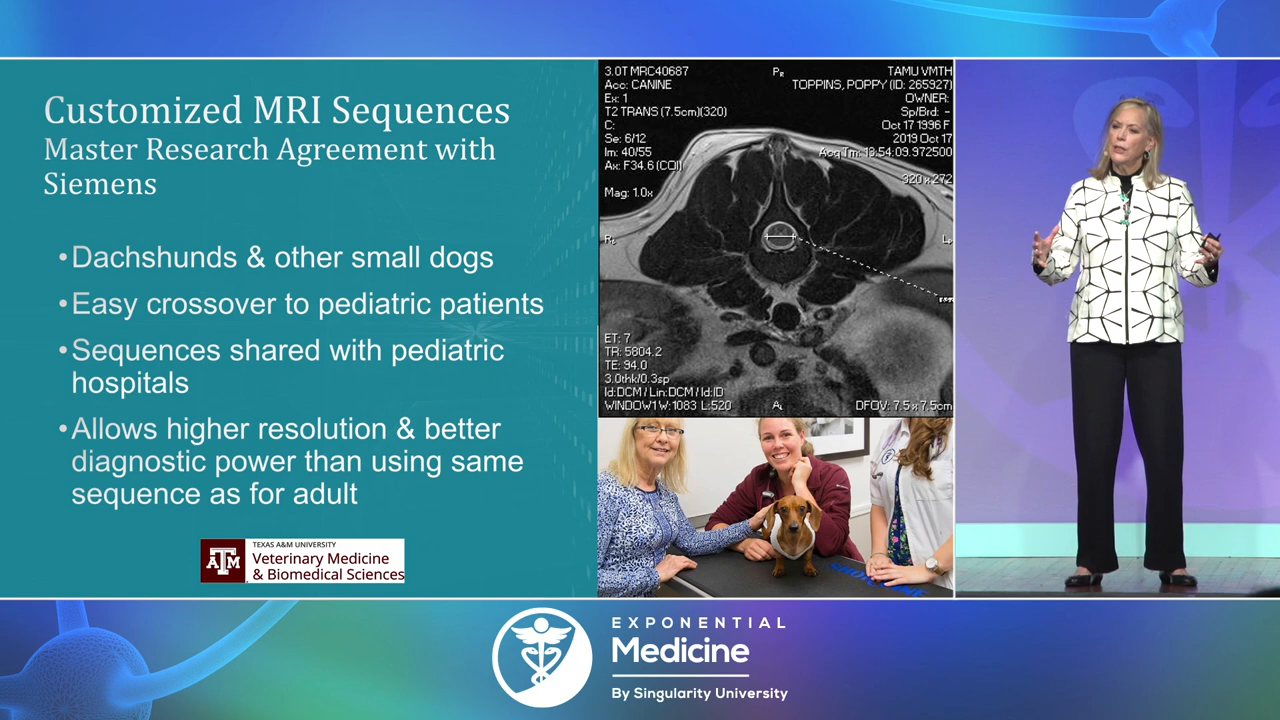 Customized MRI Sequences
Master Research Agreement with
Siemens
•Dachshunds & other small dogs
•Easy crossover to pediatric patients
•Sequences shared with pediatric
hospitals
•Allows higher resolution & better
diagnostic power than using same
sequence as for adult
TEXAS A&M UNIVERSITY
Veterinary Medicine
& Biomedical Sciences
ATM
3.0T MRC40687
Acc: CANINE
Ex: 1
T2 TRANS (7.5cm)(320)
C:
Se: 6/12
Im: 40/55
Ax: F34.6 (COI)
Mag: 1.0x
TAMU VMTH
TOPPINS, POPPY (ID: 265927)
OWNER:
Sp/Brd: -
Oct 17 1996 F
2019 Oct 17
Acq Tm: 13:54:09.972500
320 x 272
ET: 7
TR: 5804.2
TE: 94.0
3.0thk/0.3sp
Id:DCM / Lin:DCM / Id:ID
WINDOW1 W:1083 L:520
DFOV: 7.5 x 7.5cm
EXPONENTIAL
Medicine
By Singularity University